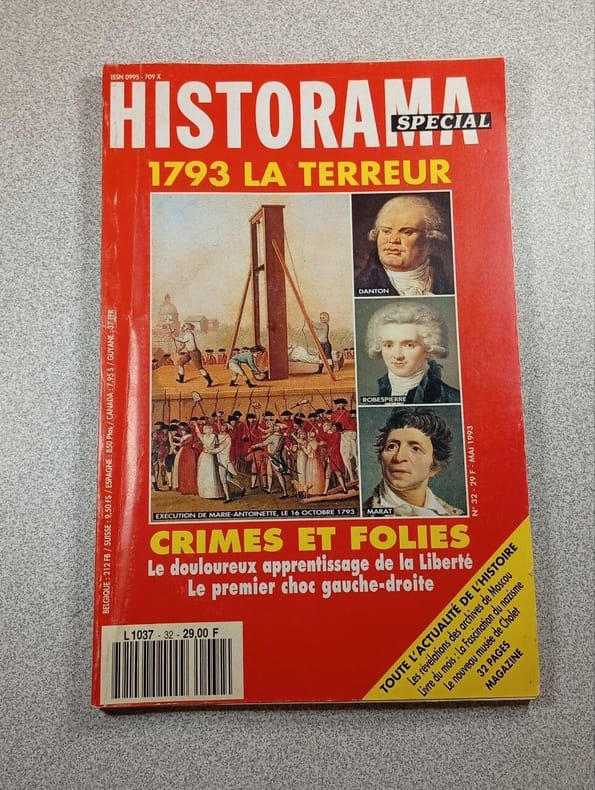 ISSN 0995 - 709 X
HISTORAMA
SPECIAL
1793 LA TERREUR
DANTON
ROBESPIERRE
MARAT
EXECUTION DE MARIE-ANTOINETTE, LE 16 OCTOBRE 1793
N° 32 - 29 F - MAI 1993
BELGIQUE : 212 FB / SUISSE : 9,50 FS / ESPAGNE : 850 Ptas / CANADA : 7,95 $ / GUYANE : 37 FFR
CRIMES ET FOLIES
Le douloureux apprentissage de la Liberté
Le premier choc gauche-droite
L 1037 - 32 - 29,00 F
TOUTE L'ACTUALITÉ DE L'HISTOIRE
Les révélations des archives de Moscou
Livre du mois : La Fascination du nazisme
Le nouveau musée de Cholet
32 PAGES
MAGAZINE